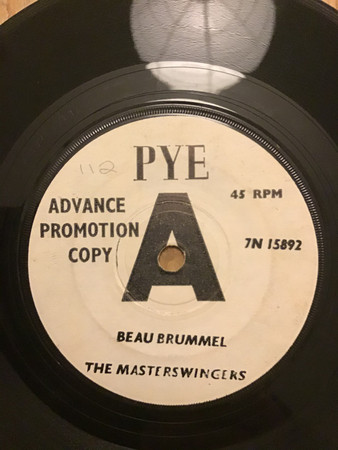 112
PYE
45 RPM
ADVANCE
PROMOTION
COPY
A
7N 15892
BEAU BRUMMEL
THE MASTERSWINGERS